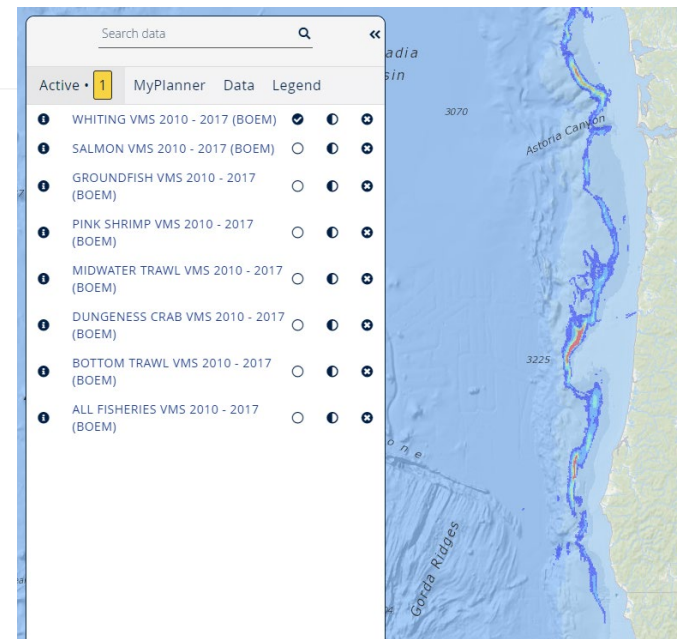 Search data
«
Active • 1 MyPlanner Data Legend
WHITING VMS 2010 - 2017 (BOEM)
SALMON VMS 2010 - 2017 (BOEM)
GROUNDFISH VMS 2010 - 2017
(BOEM)
PINK SHRIMP VMS 2010 - 2017
(BOEM)
MIDWATER TRAWL VMS 2010 - 2017
(BOEM)
DUNGENESS CRAB VMS 2010 - 2017
(BOEM)
BOTTOM TRAWL VMS 2010 - 2017
(BOEM)
ALL FISHERIES VMS 2010 - 2017
(BOEM)
adia
sin
3070
Astoria Canyon
3225
one
Gorda Ridges